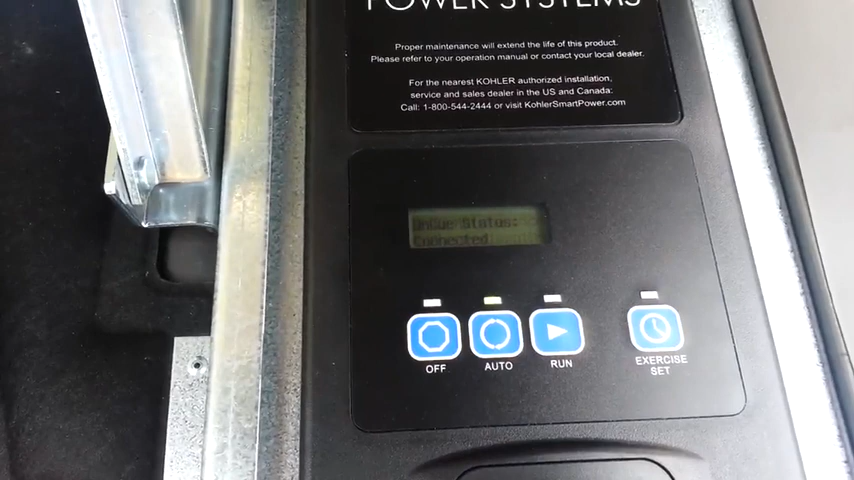 POWER SYSTEMS
Proper maintenance will extend the life of this product.
Please refer to your operation manual or contact your local dealer.
For the nearest KOHLER authorized installation,
service and sales dealer in the US and Canada:
Call: 1-800-544-2444 or visit KohlerSmartPower.com
OnCue Status:
Connected
OFF
AUTO
RUN
EXERCISE
SET